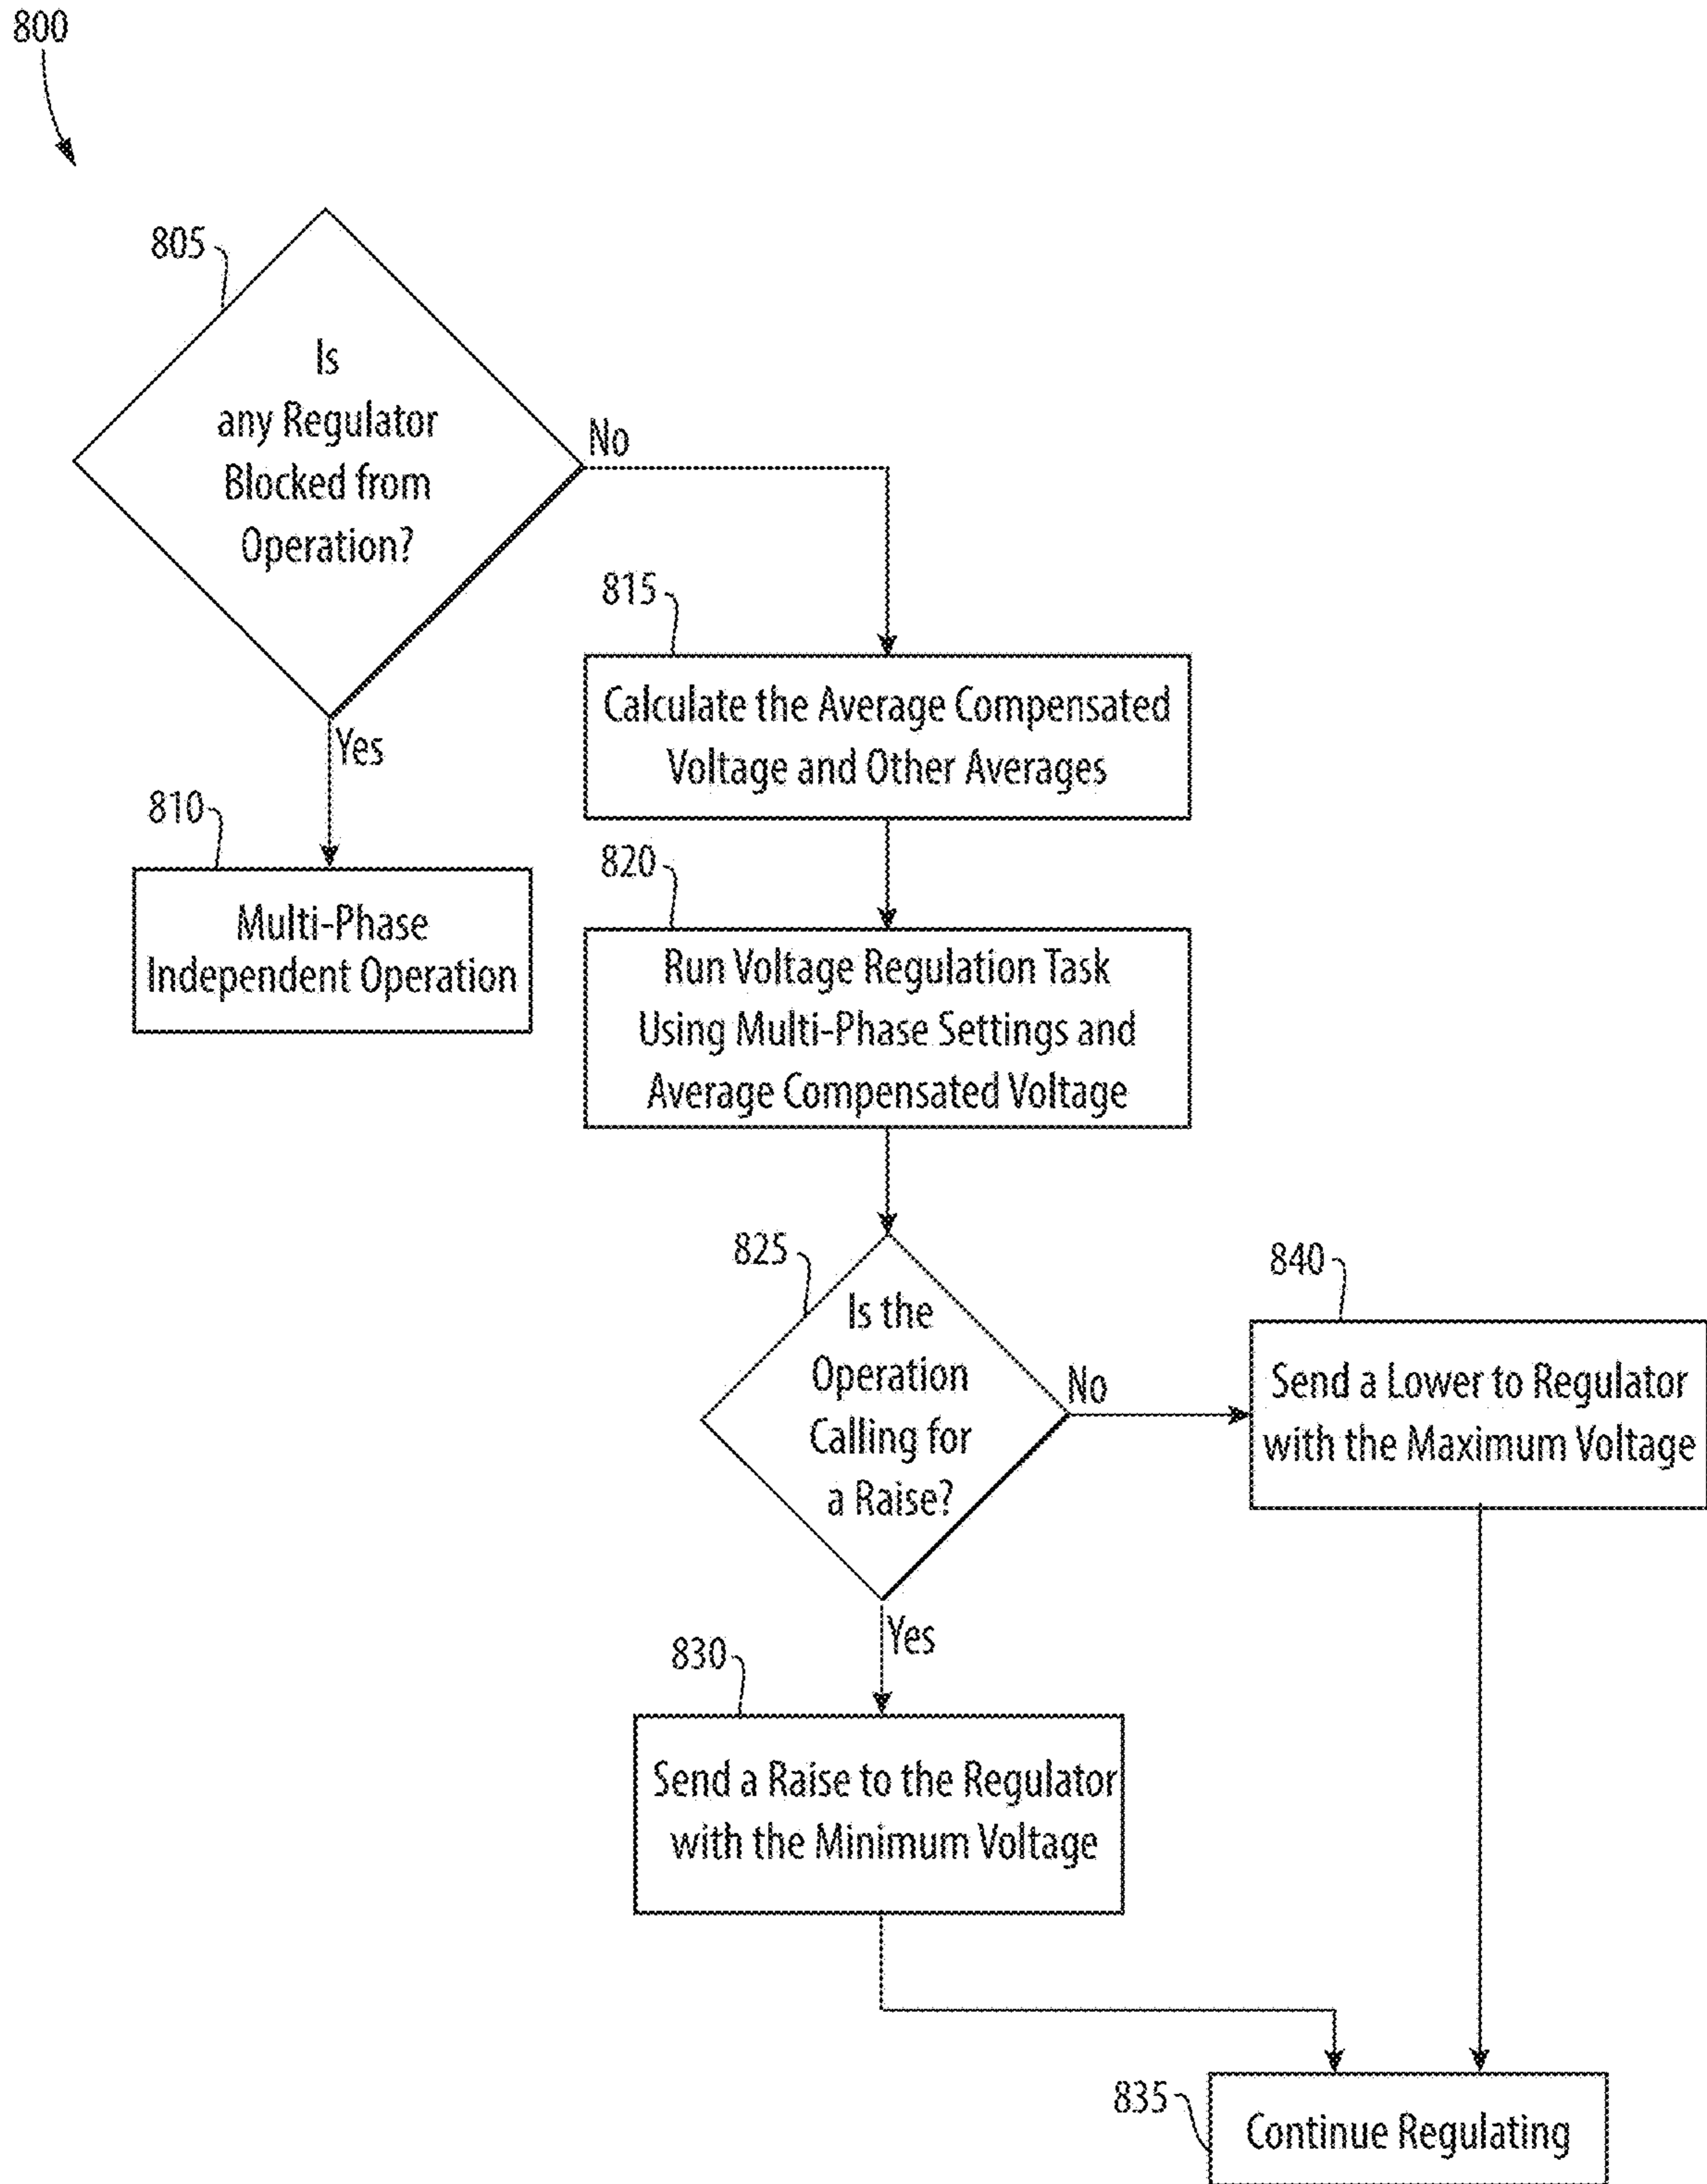 800
805
Is
any Regulator
Blocked from
Operation?
No
Yes
810
Multi-Phase
Independent Operation
815
Calculate the Average Compensated
Voltage and Other Averages
820
Run Voltage Regulation Task
Using Multi-Phase Settings and
Average Compensated Voltage
825
Is the
Operation
Calling for
a Raise?
No
Yes
840
Send a Lower to Regulator
with the Maximum Voltage
830
Send a Raise to the Regulator
with the Minimum Voltage
835
Continue Regulating